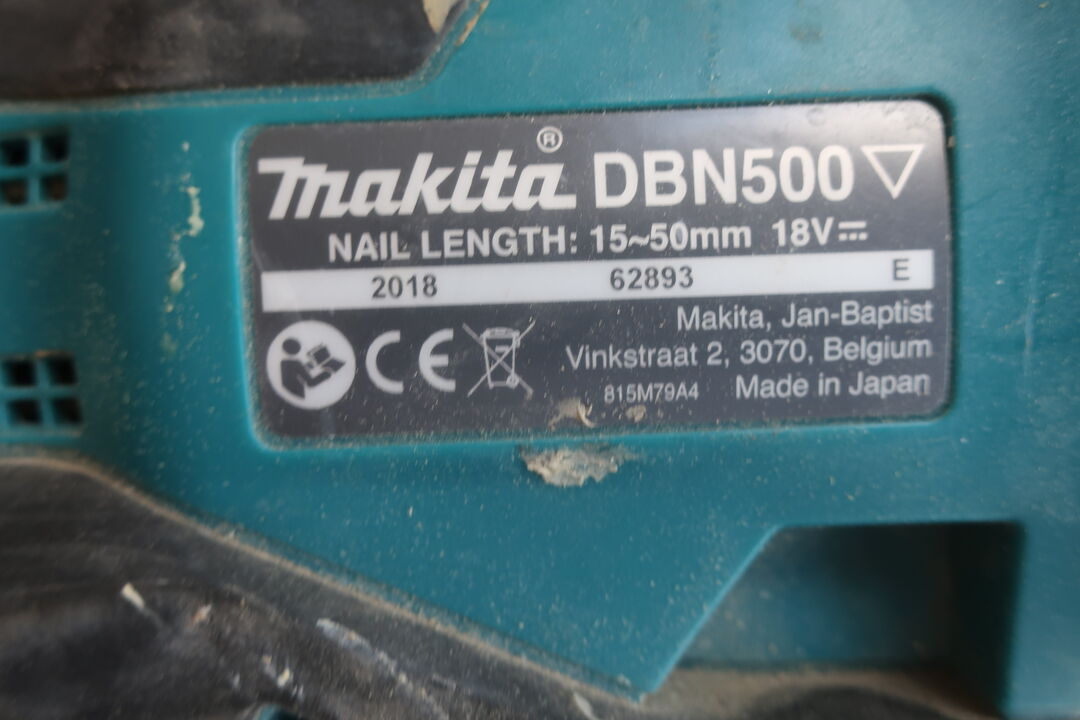 makita® DBN500
NAIL LENGTH: 15~50mm 18V
2018 62893 E
CE
Makita, Jan-Baptist
Vinkstraat 2, 3070, Belgium
815M79A4 Made in Japan